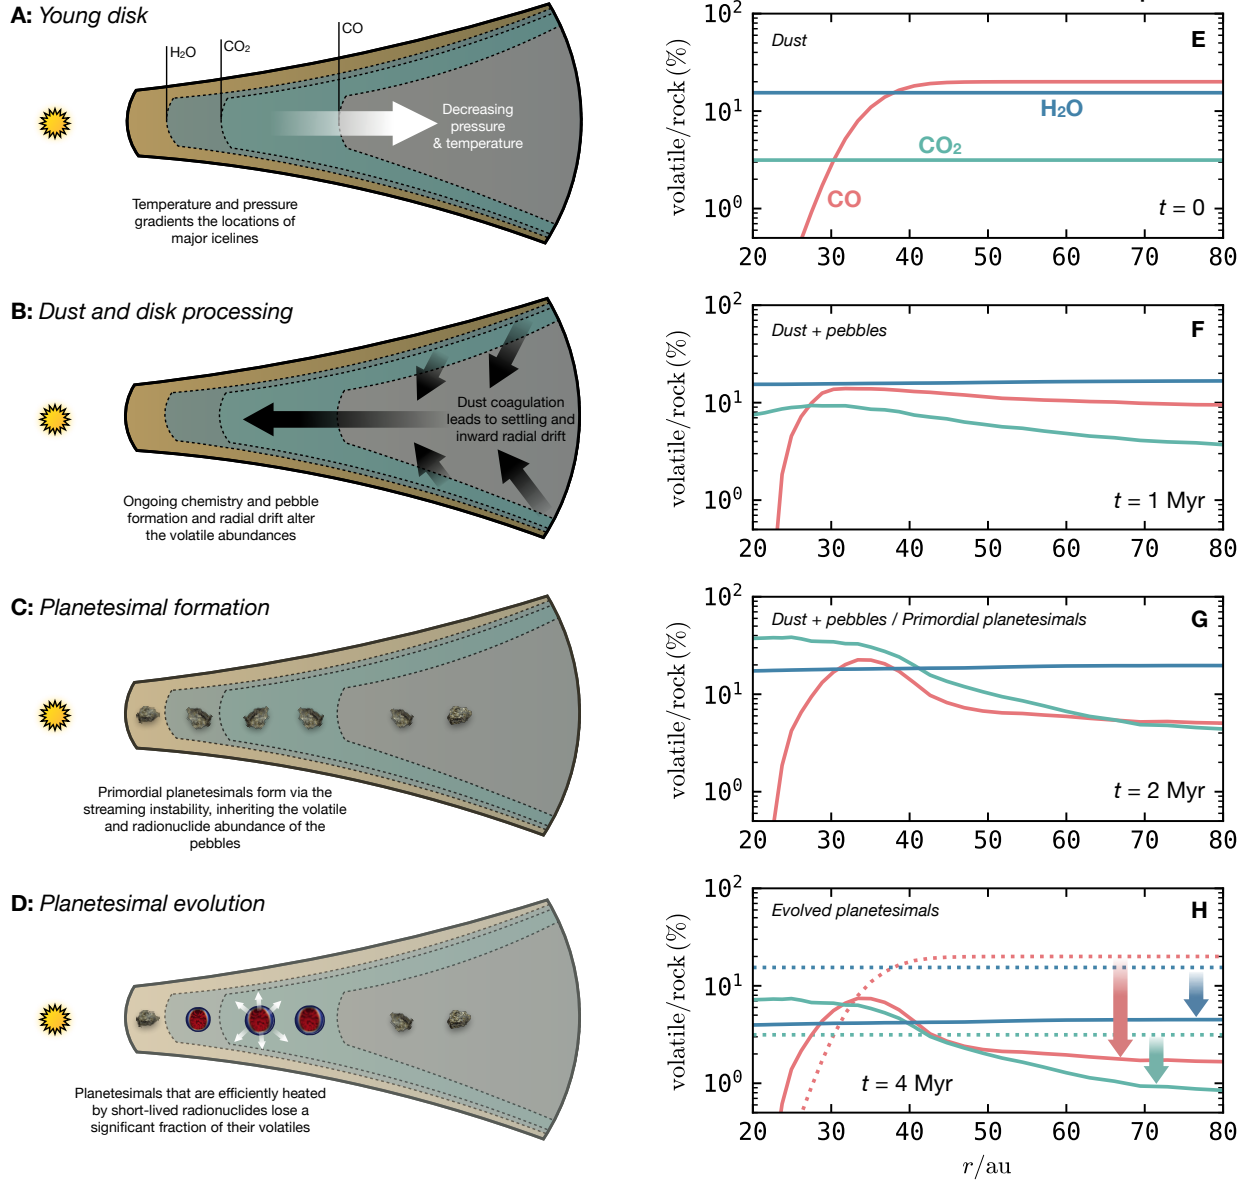 A: Young disk
H₂O
CO₂
CO
Decreasing
pressure
& temperature
Temperature and pressure
gradients the locations of
major icelines
B: Dust and disk processing
Dust coagulation
leads to settling and
inward radial drift
Ongoing chemistry and pebble
formation and radial drift alter
the volatile abundances
C: Planetesimal formation
Primordial planetesimals form via the
streaming instability, inheriting the volatile
and radionuclide abundance of the
pebbles
D: Planetesimal evolution
Planetesimals that are efficiently heated
by short-lived radionuclides lose a
significant fraction of their volatiles
10²
10¹
10⁰
volatile/rock (%)
Dust
E
H₂O
CO₂
CO
t = 0
20 30 40 50 60 70 80
10²
10¹
10⁰
volatile/rock (%)
Dust + pebbles
F
t = 1 Myr
20 30 40 50 60 70 80
10²
10¹
10⁰
volatile/rock (%)
Dust + pebbles / Primordial planetesimals
G
t = 2 Myr
20 30 40 50 60 70 80
10²
10¹
10⁰
volatile/rock (%)
Evolved planetesimals
H
t = 4 Myr
20 30 40 50 60 70 80
r/au